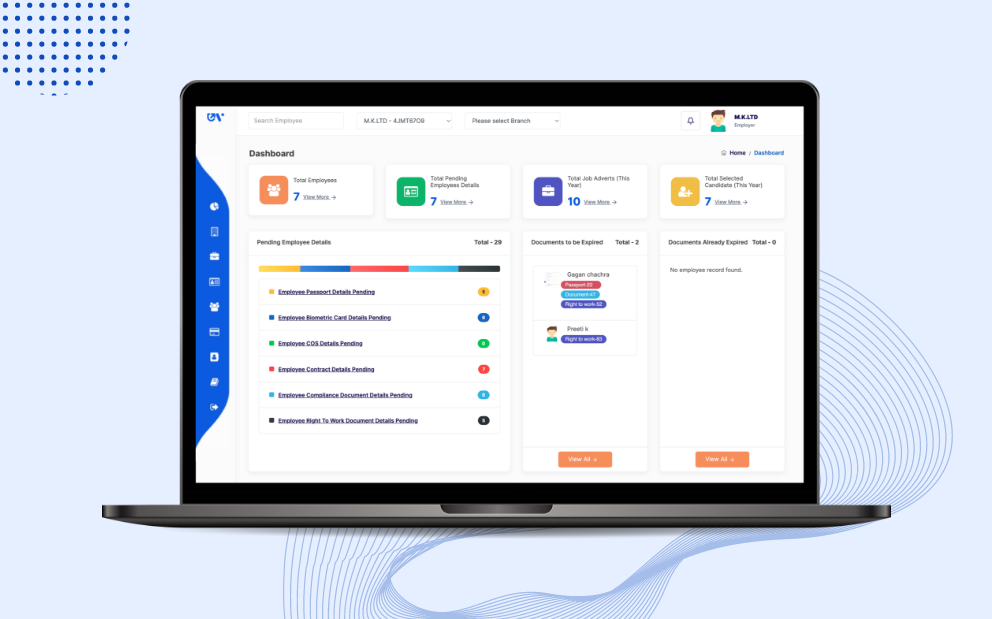 Search Employee
M.K.LTD - 4JMT67O9
Please select Branch
M.K.LTD
Employer
Dashboard
Home / Dashboard
Total Employees
7 View More →
Total Pending
Employees Details
7 View More →
Total Job Adverts (This
Year)
10 View More →
Total Selected
Candidate (This Year)
7 View More →
Pending Employee Details
Total - 29
Employee Passport Details Pending
Employee Biometric Card Details Pending
Employee COS Details Pending
Employee Contract Details Pending
7
Employee Compliance Document Details Pending
Employee Right To Work Document Details Pending
5
Documents to be Expired
Total - 2
Gagan chachra
Passport-20
Document-47
Right to work-52
Preeti k
Right to work-83
View All →
Documents Already Expired
Total - 0
No employee record found.
View All →